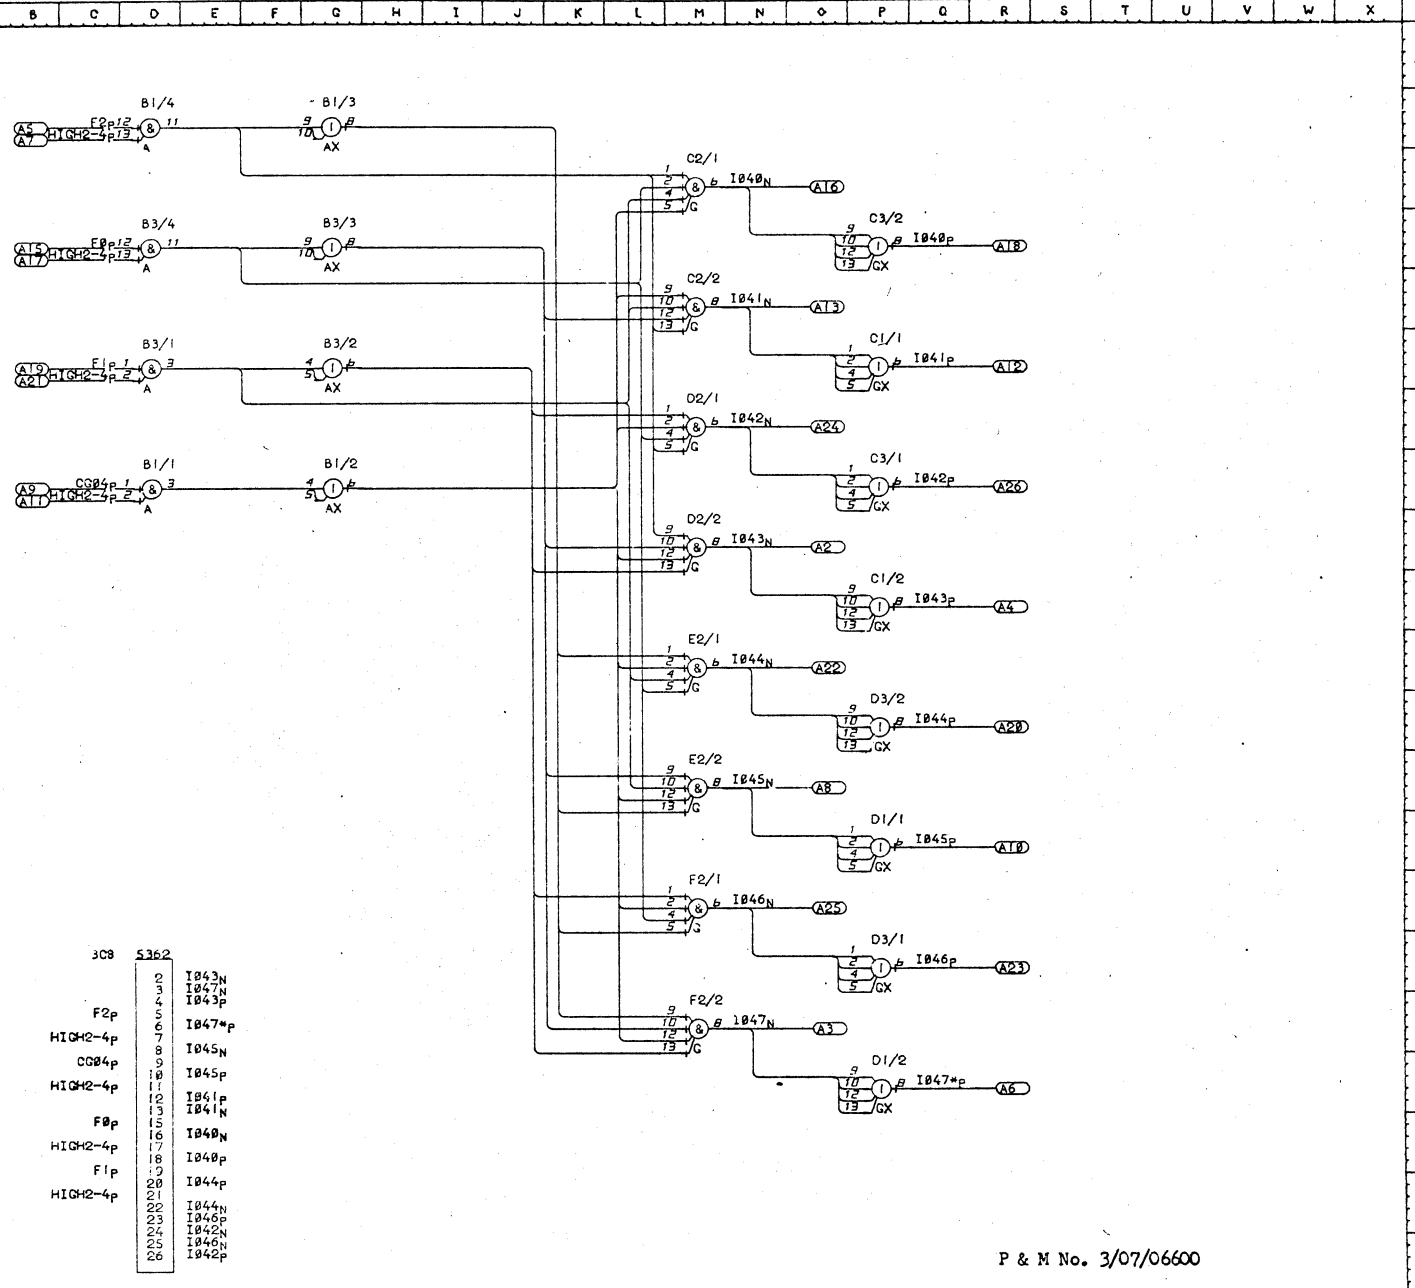 B C D E F G H I J K L M N O P Q R S T U V W X
B1/4 B1/3
A5 F2P 12 & 11 9 1 8
A7 HIGH2-4P 13 10
A AX
C2/1
1
2 & 6 I040N A16
4
5 G
B3/4 B3/3 C3/2
A15 F0P 12 & 11 9 1 8
A17 HIGH2-4P 13 10
A AX
9
10 1 8 I040P A18
12
13 GX
C2/2
9
10 & 8 I041N A13
12
13 G
B3/1 B3/2 C1/1
A19 F1P 1 & 3 4 1 6
A21 HIGH2-4P 2 5
A AX
1
2 1 6 I041P A12
4
5 GX
D2/1
1
2 & 6 I042N A24
4
5 G
B1/1 B1/2 C3/1
A9 CG04P 1 & 3 4 1 6
A11 HIGH2-4P 2 5
A AX
1
2 1 6 I042P A26
4
5 GX
D2/2
9
10 & 8 I043N A2
12
13 G
C1/2
9
10 1 8 I043P A4
12
13 GX
E2/1
1
2 & 6 I044N A22
4
5 G
D3/2
9
10 1 8 I044P A20
12
13 GX
E2/2
9
10 & 8 I045N A8
12
13 G
D1/1
1
2 1 6 I045P A10
4
5 GX
F2/1
1
2 & 6 I046N A25
4
5 G
D3/1
1
2 1 6 I046P A23
4
5 GX
F2/2
9
10 & 8 I047N A3
12
13 G
D1/2
9
10 1 8 I047*P A6
12
13 GX
3C8 5362
2 I043N
3 I047N
4 I043P
F2P 5
6 I047*P
HIGH2-4P 7
8 I045N
CG04P 9
10 I045P
HIGH2-4P 11
12 I041P
13 I041N
F0P 15
16 I040N
HIGH2-4P 17
18 I040P
F1P 19
20 I044P
HIGH2-4P 21
22 I044N
23 I046P
24 I042N
25 I046N
26 I042P
P & M No. 3/07/06600